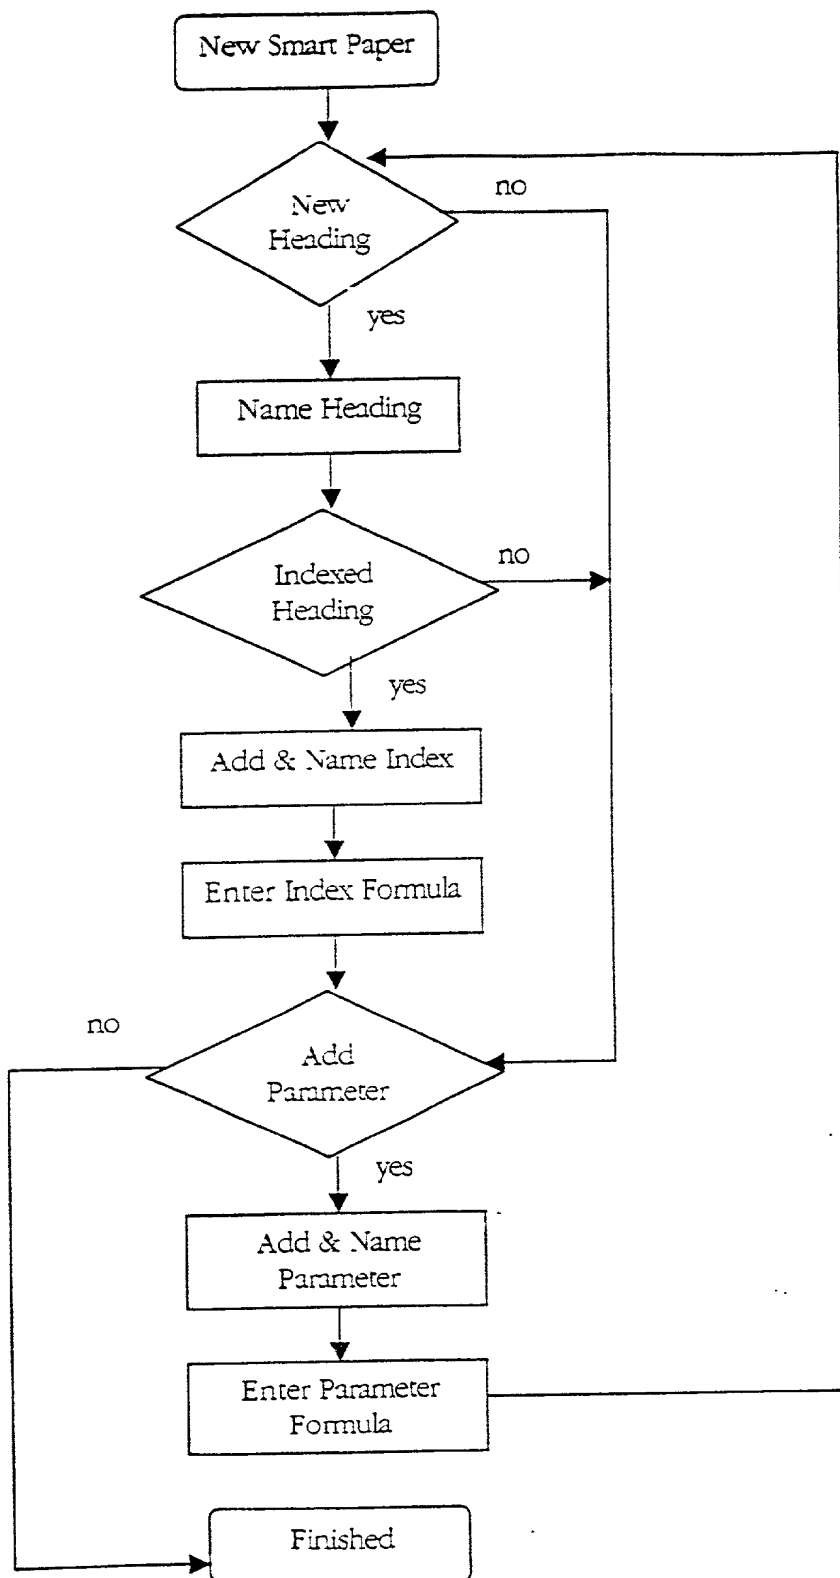 New Smart Paper
no
New
Heading
yes
Name Heading
no
Indexed
Heading
yes
Add & Name Index
Enter Index Formula
no
Add
Parameter
yes
Add & Name
Parameter
Enter Parameter
Formula
Finished